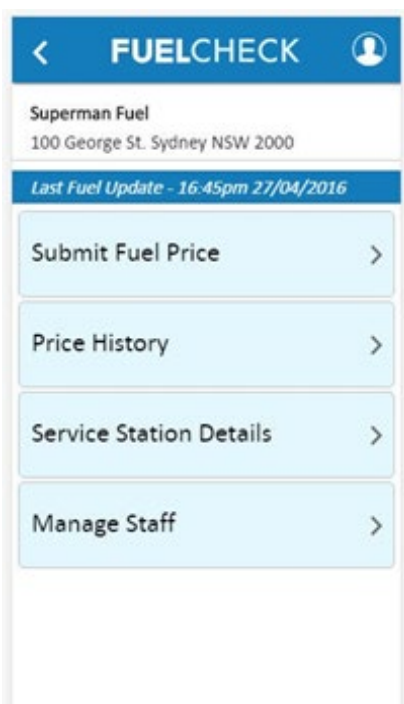 FUELCHECK
Superman Fuel
100 George St. Sydney NSW 2000
Last Fuel Update - 16:45pm 27/04/2016
Submit Fuel Price
Price History
Service Station Details
Manage Staff